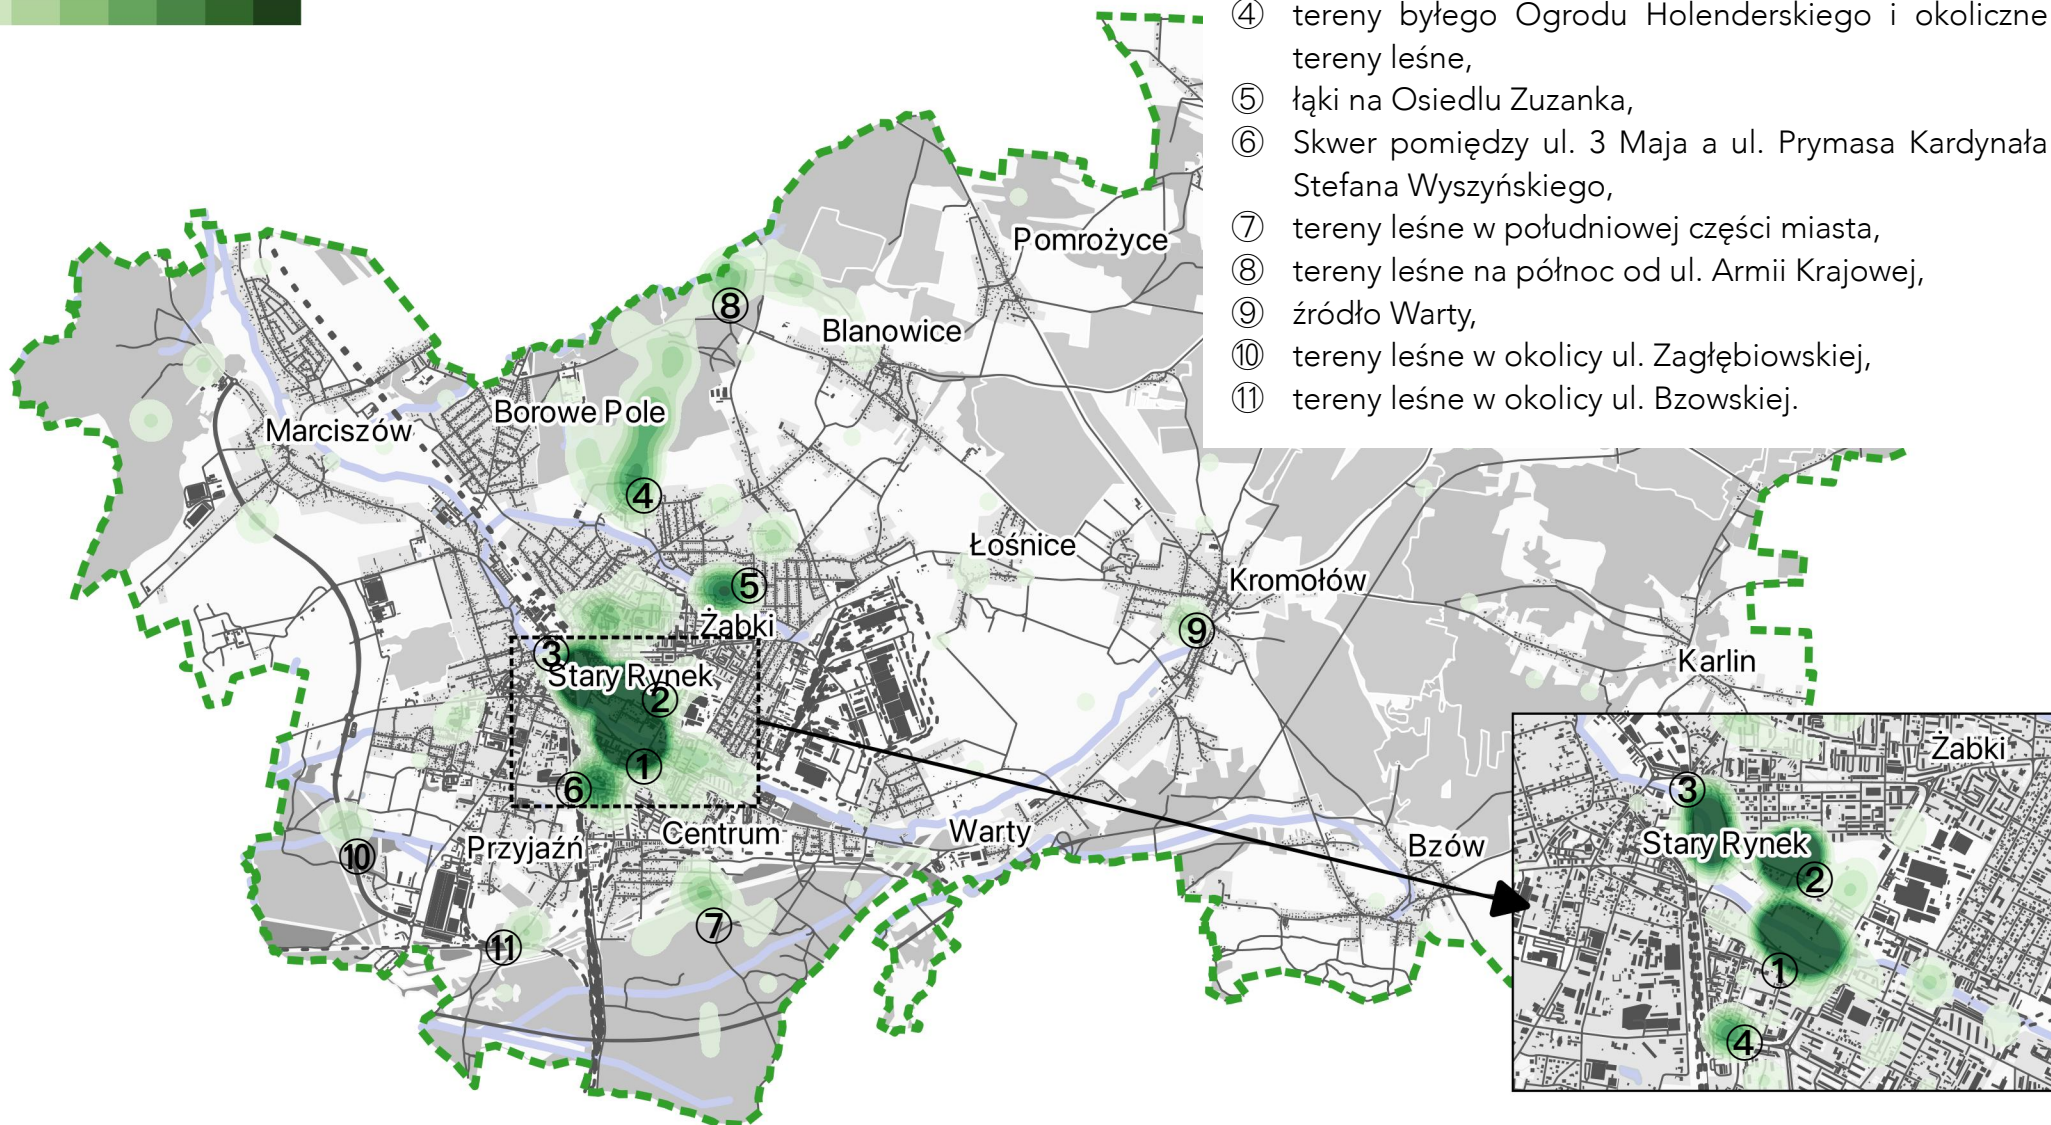 ④ tereny byłego Ogrodu Holenderskiego i okoliczne
tereny leśne,
⑤ łąki na Osiedlu Zuzanka,
⑥ Skwer pomiędzy ul. 3 Maja a ul. Prymasa Kardynała
Stefana Wyszyńskiego,
⑦ tereny leśne w południowej części miasta,
⑧ tereny leśne na północ od ul. Armii Krajowej,
⑨ źródło Warty,
⑩ tereny leśne w okolicy ul. Zagłębiowskiej,
⑪ tereny leśne w okolicy ul. Bzowskiej.
Pomrożyce
⑧
Blanowice
Borowe Pole
Marciszów
④
Łośnice
Kromołów
⑤
Żabki
⑨
③
Stary Rynek
②
Karlin
①
⑥
Centrum
Warty
Przyjaźń
⑩
Bzów
⑦
⑪
Żabki
③
Stary Rynek
②
①
④